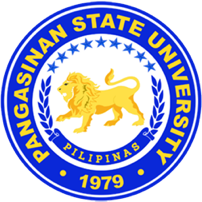 PANGASINAN STATE UNIVERSITY
PILIPINAS
· 1979 ·